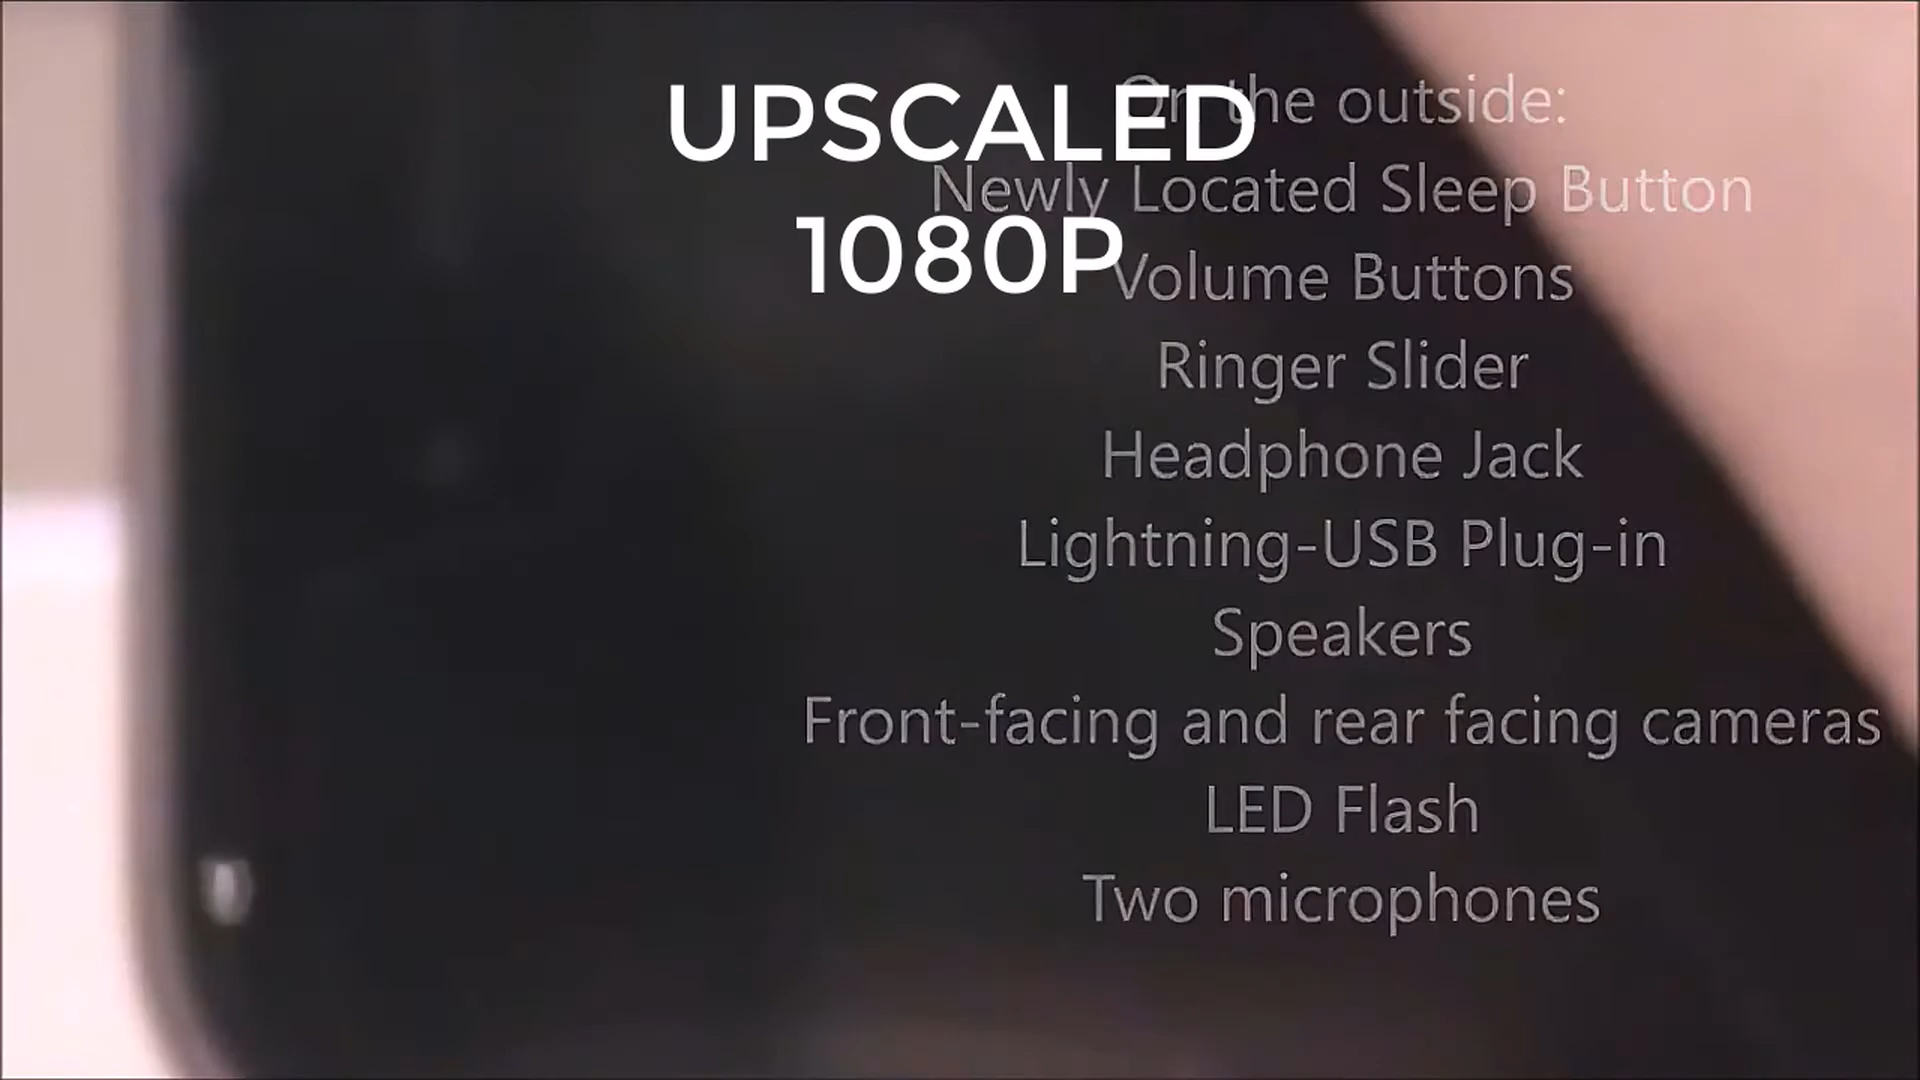 UPSCALED
1080P
On the outside:
Newly Located Sleep Button
Volume Buttons
Ringer Slider
Headphone Jack
Lightning-USB Plug-in
Speakers
Front-facing and rear facing cameras
LED Flash
Two microphones